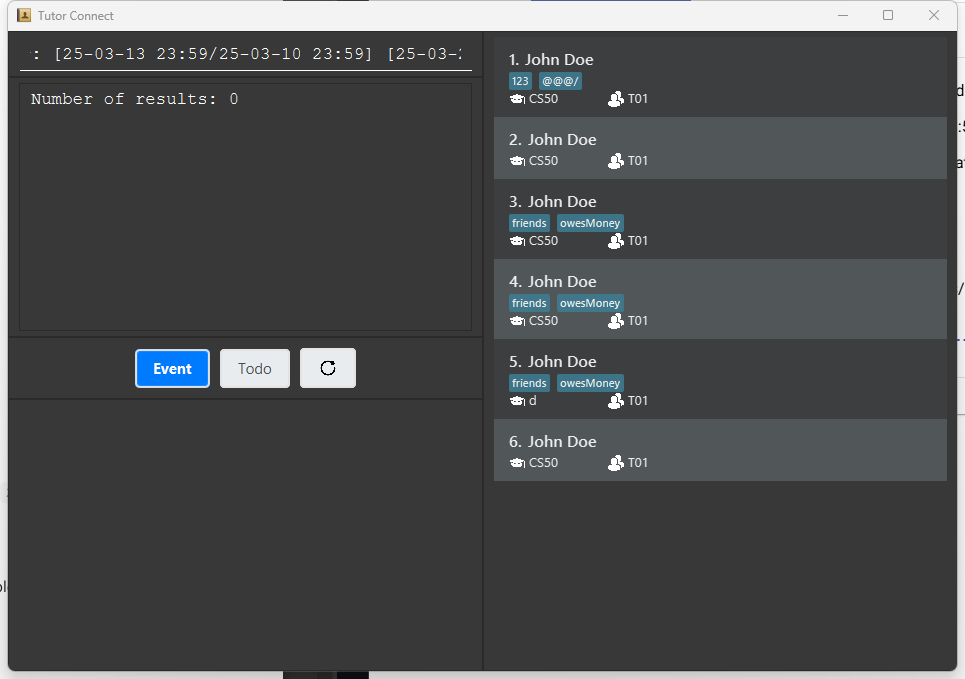 Tutor Connect
: [25-03-13 23:59/25-03-10 23:59] [25-03-
Number of results: 0
Event
Todo
1. John Doe
123 @@@/
CS50 T01
2. John Doe
CS50 T01
3. John Doe
friends owesMoney
CS50 T01
4. John Doe
friends owesMoney
CS50 T01
5. John Doe
friends owesMoney
d T01
6. John Doe
CS50 T01